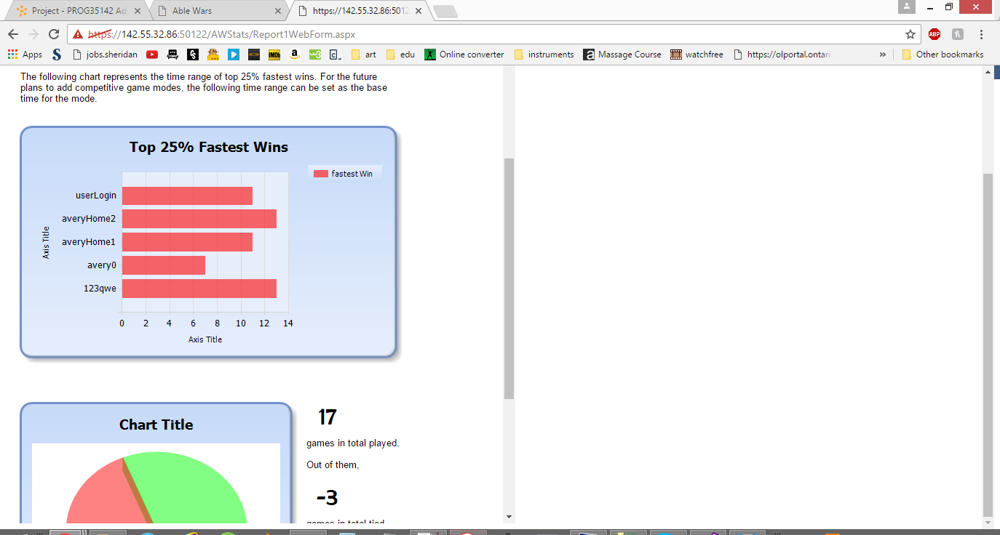 Project - PROG35142 Ad
Able Wars
https://142.55.32.86:5012
https://142.55.32.86:50122/AWStats/Report1WebForm.aspx
ABP
Apps
jobs.sheridan
IMDb
art
edu
Online converter
instruments
Massage Course
watchfree
https://olportal.ontari
»
Other bookmarks
The following chart represents the time range of top 25% fastest wins. For the future
plans to add competitive game modes, the following time range can be set as the base
time for the mode.
Top 25% Fastest Wins
fastest Win
userLogin
averyHome2
averyHome1
avery0
123qwe
Axis Title
0 2 4 6 8 10 12 14
Axis Title
Chart Title
17
games in total played.
Out of them,
-3
games in total tied